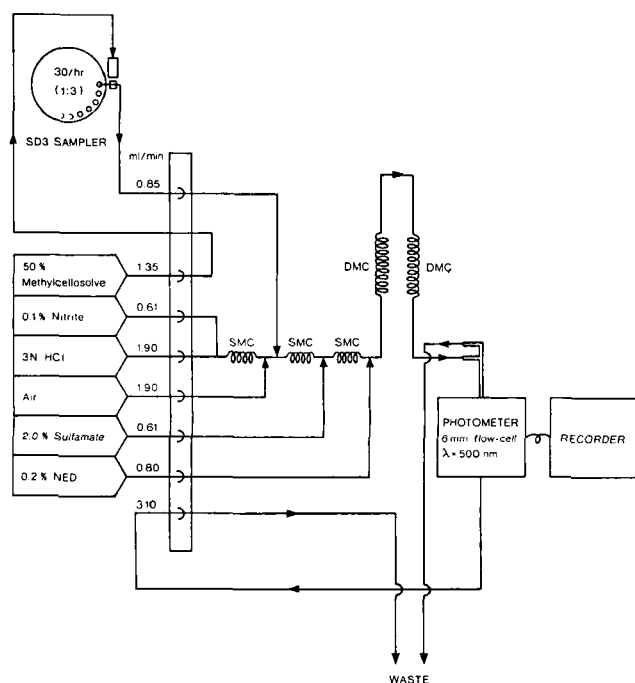 30/hr
(1:3)
SD3 SAMPLER
ml/min
0.85
50 %
Methylcellosolve
1.35
0.1% Nitrite
0.61
3N HCl
1.90
Air
1.90
2.0 % Sulfamate
0.61
0.2 % NED
0.80
3.10
SMC
SMC
SMC
DMC
DMC
PHOTOMETER
6 mm flow-cell
λ = 500 nm
RECORDER
WASTE